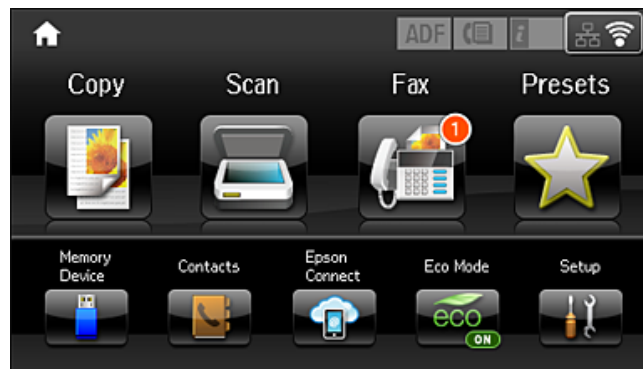 ADF i
Copy Scan Fax Presets
1
Memory Device Contacts Epson Connect Eco Mode Setup
eco
ON